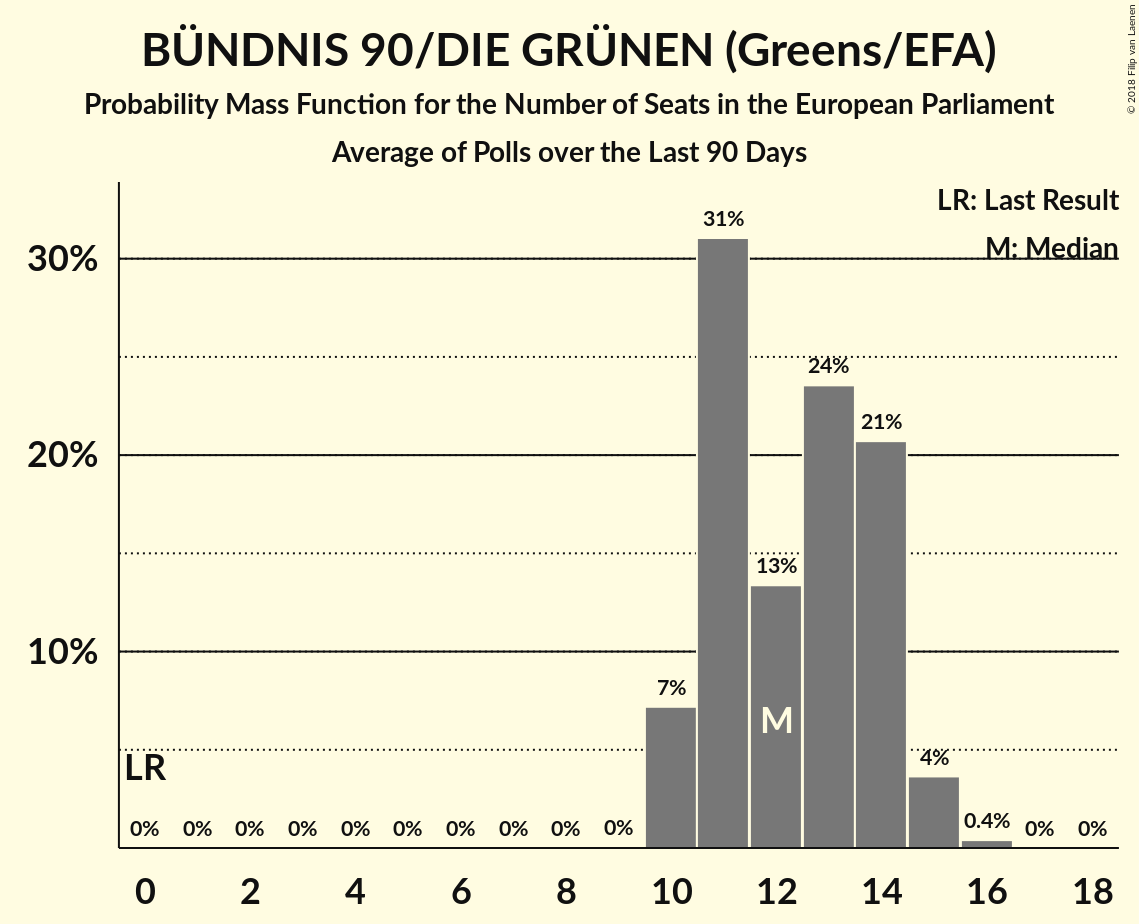 BÜNDNIS 90/DIE GRÜNEN (Greens/EFA)
Probability Mass Function for the Number of Seats in the European Parliament
Average of Polls over the Last 90 Days
© 2018 Filip van Laenen
LR: Last Result
M: Median
30%
20%
10%
31%
24%
21%
13%
7%
M
LR
4%
0% 0% 0% 0% 0% 0% 0% 0% 0% 0% 0.4% 0% 0%
0 2 4 6 8 10 12 14 16 18